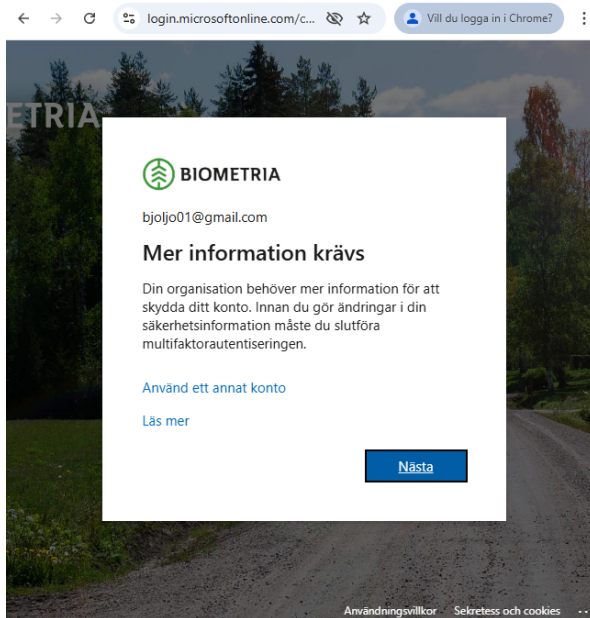 login.microsoftonline.com/c...
Vill du logga in i Chrome?
ETRIA
BIOMETRIA
bjoljo01@gmail.com
Mer information krävs
Din organisation behöver mer information för att
skydda ditt konto. Innan du gör ändringar i din
säkerhetsinformation måste du slutföra
multifaktorautentiseringen.
Använd ett annat konto
Läs mer
Nästa
Användningsvillkor Sekretess och cookies ..